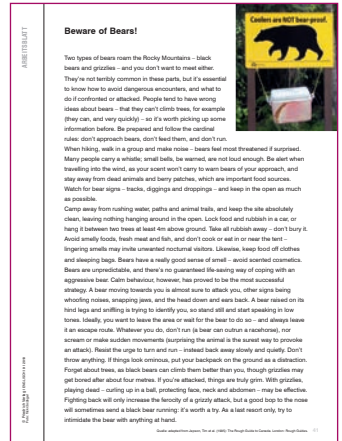 Coolers are NOT bear-proof.
ARBEITSBLATT
Beware of Bears!
Two types of bears roam the Rocky Mountains – black
bears and grizzlies – and you don't want to meet either.
They're not terribly common in these parts, but it's essential
to know how to avoid dangerous encounters, and what to
do if confronted or attacked. People tend to have wrong
ideas about bears – that they can't climb trees, for example
(they can, and very quickly) – so it's worth picking up some
information before. Be prepared and follow the cardinal
rules: don't approach bears, don't feed them, and don't run.
When hiking, walk in a group and make noise – bears feel most threatened if surprised.
Many people carry a whistle; small bells, be warned, are not loud enough. Be alert when
travelling into the wind, as your scent won't carry to warn bears of your approach, and
stay away from dead animals and berry patches, which are important food sources.
Watch for bear signs – tracks, diggings and droppings – and keep in the open as much
as possible.
Camp away from rushing water, paths and animal trails, and keep the site absolutely
clean, leaving nothing hanging around in the open. Lock food and rubbish in a car, or
hang it between two trees at least 4m above ground. Take all rubbish away – don't bury it.
Avoid smelly foods, fresh meat and fish, and don't cook or eat in or near the tent –
lingering smells may invite unwanted nocturnal visitors. Likewise, keep food off clothes
and sleeping bags. Bears have a really good sense of smell – avoid scented cosmetics.
Bears are unpredictable, and there's no guaranteed life-saving way of coping with an
aggressive bear. Calm behaviour, however, has proved to be the most successful
strategy. A bear moving towards you is almost sure to attack you, other signs being
whoofing noises, snapping jaws, and the head down and ears back. A bear raised on its
hind legs and sniffing is trying to identify you, so stand still and start speaking in low
tones. Ideally, you want to leave the area or wait for the bear to do so – and always leave
it an escape route. Whatever you do, don't run (a bear can outrun a racehorse), nor
scream or make sudden movements (surprising the animal is the surest way to provoke
an attack). Resist the urge to turn and run – instead back away slowly and quietly. Don't
throw anything. If things look ominous, put your backpack on the ground as a distraction.
Forget about trees, as black bears can climb them better than you, though grizzlies may
get bored after about four metres. If you're attacked, things are truly grim. With grizzlies,
playing dead – curling up in a ball, protecting face, neck and abdomen – may be effective.
Fighting back will only increase the ferocity of a grizzly attack, but a good bop to the nose
will sometimes send a black bear running: it's worth a try. As a last resort only, try to
intimidate the bear with anything at hand.